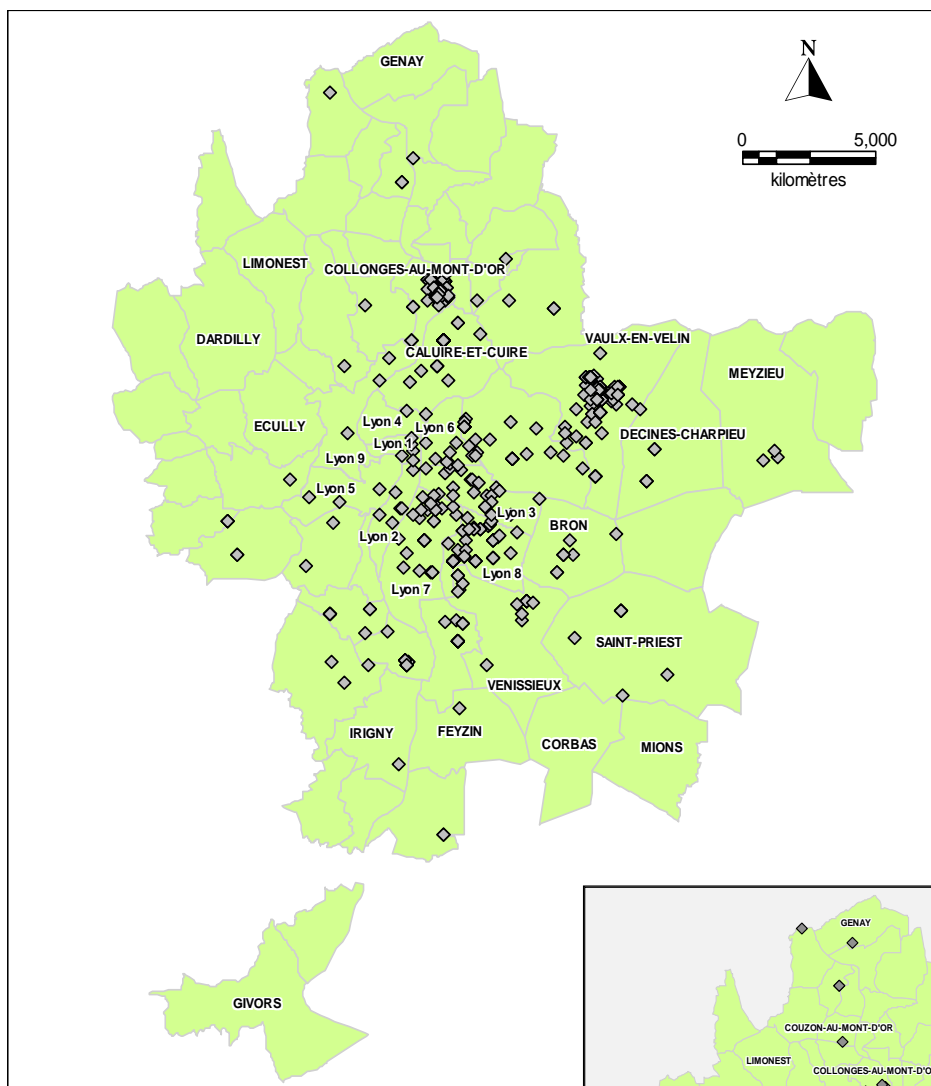 GENAY
N
0 5,000
kilomètres
LIMONEST
COLLONGES-AU-MONT-D'OR
DARDILLY
VAULX-EN-VELIN
CALUIRE-ET-CUIRE
MEYZIEU
ECULLY
Lyon 4
Lyon 6
DECINES-CHARPIEU
Lyon 1
Lyon 9
Lyon 5
Lyon 3
BRON
Lyon 2
Lyon 8
Lyon 7
SAINT-PRIEST
VENISSIEUX
IRIGNY
FEYZIN
CORBAS
MIONS
GIVORS
GENAY
COUZON-AU-MONT-D'OR
LIMONEST
COLLONGES-AU-MONT-D'O